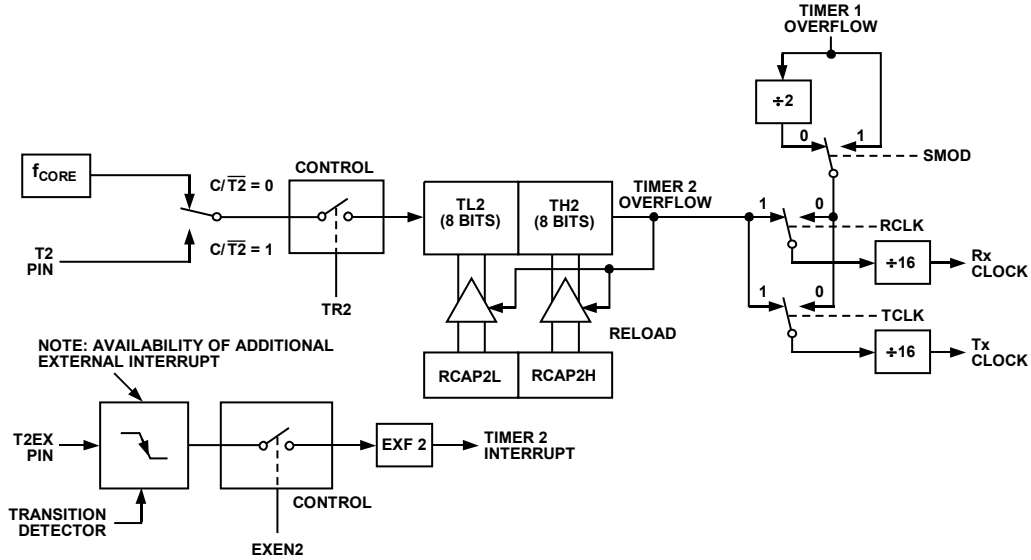 TIMER 1
OVERFLOW
÷2
0
1
SMOD
fCORE
C/T̅2̅ = 0
CONTROL
T2
PIN
C/T̅2̅ = 1
TR2
TL2
(8 BITS)
TH2
(8 BITS)
TIMER 2
OVERFLOW
1
0
RCLK
÷16
Rx
CLOCK
1
0
TCLK
÷16
Tx
CLOCK
RELOAD
RCAP2L
RCAP2H
NOTE: AVAILABILITY OF ADDITIONAL
EXTERNAL INTERRUPT
T2EX
PIN
EXF 2
TIMER 2
INTERRUPT
CONTROL
TRANSITION
DETECTOR
EXEN2